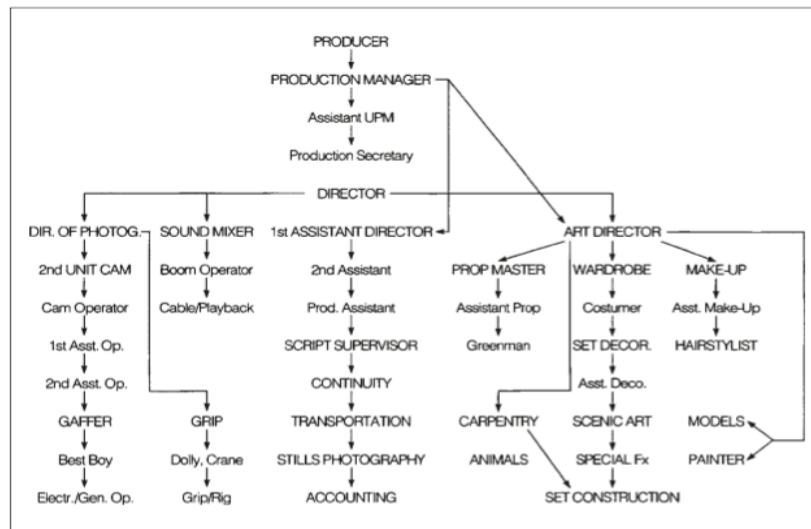 PRODUCER
PRODUCTION MANAGER
Assistant UPM
Production Secretary
DIRECTOR
DIR. OF PHOTOG. SOUND MIXER 1st ASSISTANT DIRECTOR ART DIRECTOR
2nd UNIT CAM Boom Operator 2nd Assistant PROP MASTER WARDROBE MAKE-UP
Cam Operator Cable/Playback Prod. Assistant Assistant Prop Costumer Asst. Make-Up
1st Asst. Op. SCRIPT SUPERVISOR Greenman SET DECOR. HAIRSTYLIST
2nd Asst. Op. CONTINUITY Asst. Deco.
GAFFER GRIP TRANSPORTATION CARPENTRY SCENIC ART MODELS
Best Boy Dolly, Crane STILLS PHOTOGRAPHY ANIMALS SPECIAL Fx PAINTER
Electr./Gen. Op. Grip/Rig ACCOUNTING SET CONSTRUCTION